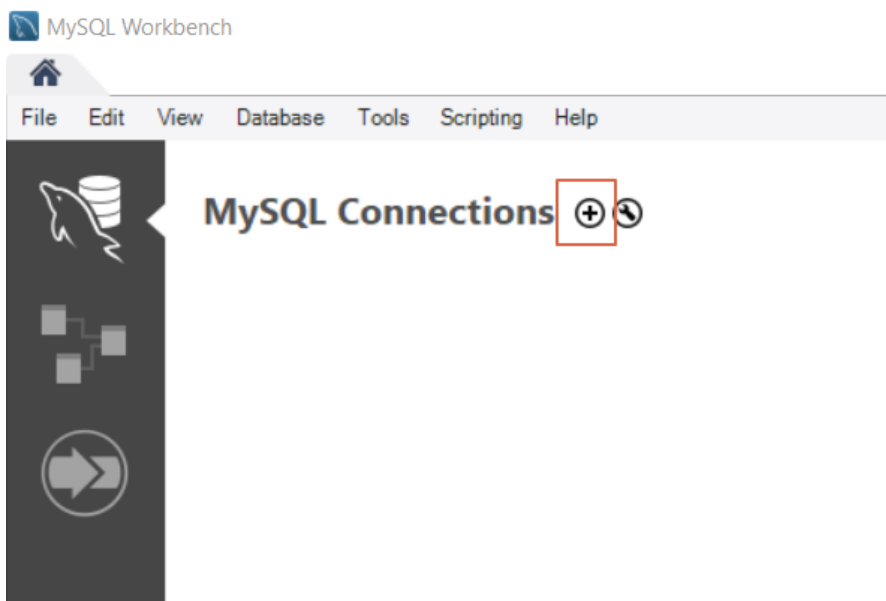 MySQL Workbench
File Edit View Database Tools Scripting Help
MySQL Connections